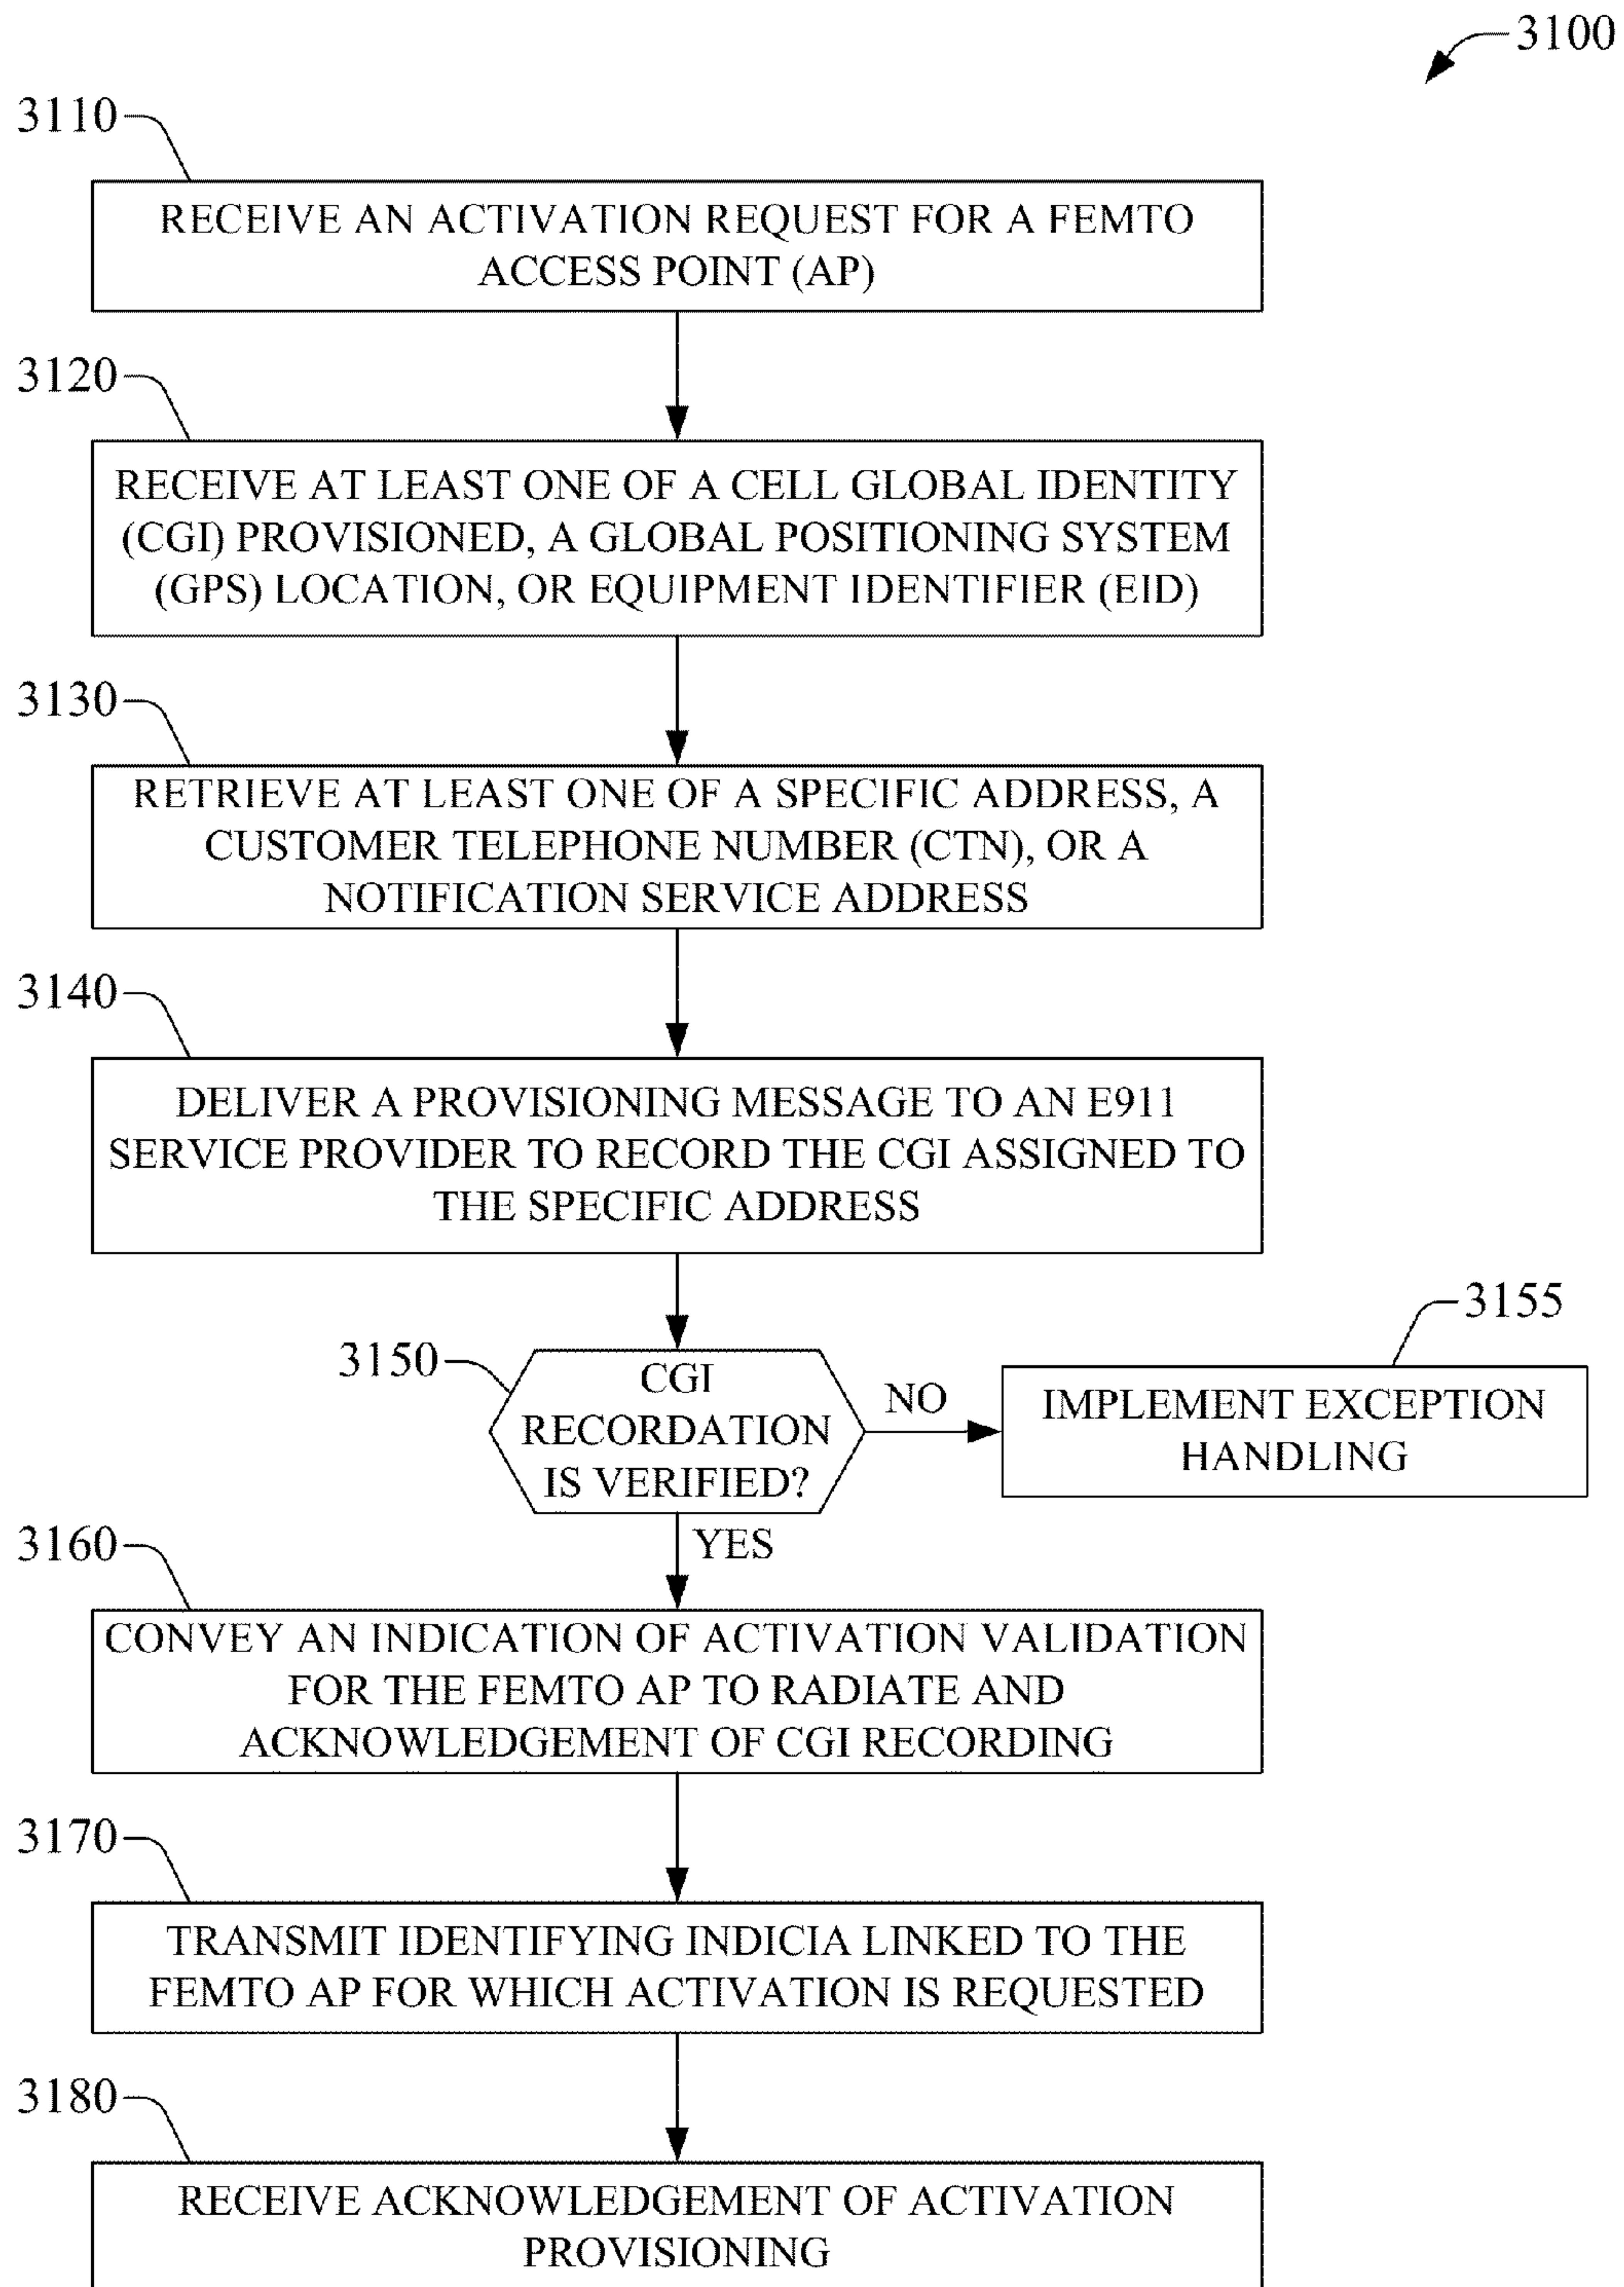 3100
3110
RECEIVE AN ACTIVATION REQUEST FOR A FEMTO
ACCESS POINT (AP)
3120
RECEIVE AT LEAST ONE OF A CELL GLOBAL IDENTITY
(CGI) PROVISIONED, A GLOBAL POSITIONING SYSTEM
(GPS) LOCATION, OR EQUIPMENT IDENTIFIER (EID)
3130
RETRIEVE AT LEAST ONE OF A SPECIFIC ADDRESS, A
CUSTOMER TELEPHONE NUMBER (CTN), OR A
NOTIFICATION SERVICE ADDRESS
3140
DELIVER A PROVISIONING MESSAGE TO AN E911
SERVICE PROVIDER TO RECORD THE CGI ASSIGNED TO
THE SPECIFIC ADDRESS
3150
CGI
RECORDATION
IS VERIFIED?
NO
3155
IMPLEMENT EXCEPTION
HANDLING
YES
3160
CONVEY AN INDICATION OF ACTIVATION VALIDATION
FOR THE FEMTO AP TO RADIATE AND
ACKNOWLEDGEMENT OF CGI RECORDING
3170
TRANSMIT IDENTIFYING INDICIA LINKED TO THE
FEMTO AP FOR WHICH ACTIVATION IS REQUESTED
3180
RECEIVE ACKNOWLEDGEMENT OF ACTIVATION
PROVISIONING